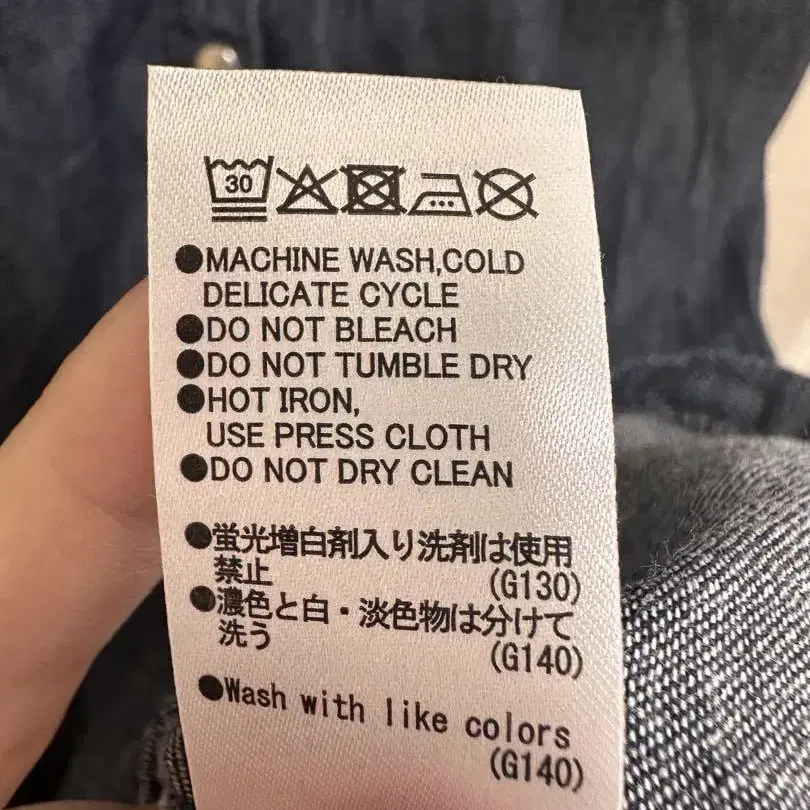 30
●MACHINE WASH,COLD
DELICATE CYCLE
●DO NOT BLEACH
●DO NOT TUMBLE DRY
●HOT IRON,
USE PRESS CLOTH
●DO NOT DRY CLEAN
●蛍光増白剤入り洗剤は使用
禁止 (G130)
●濃色と白・淡色物は分けて
洗う (G140)
●Wash with like colors
(G140)